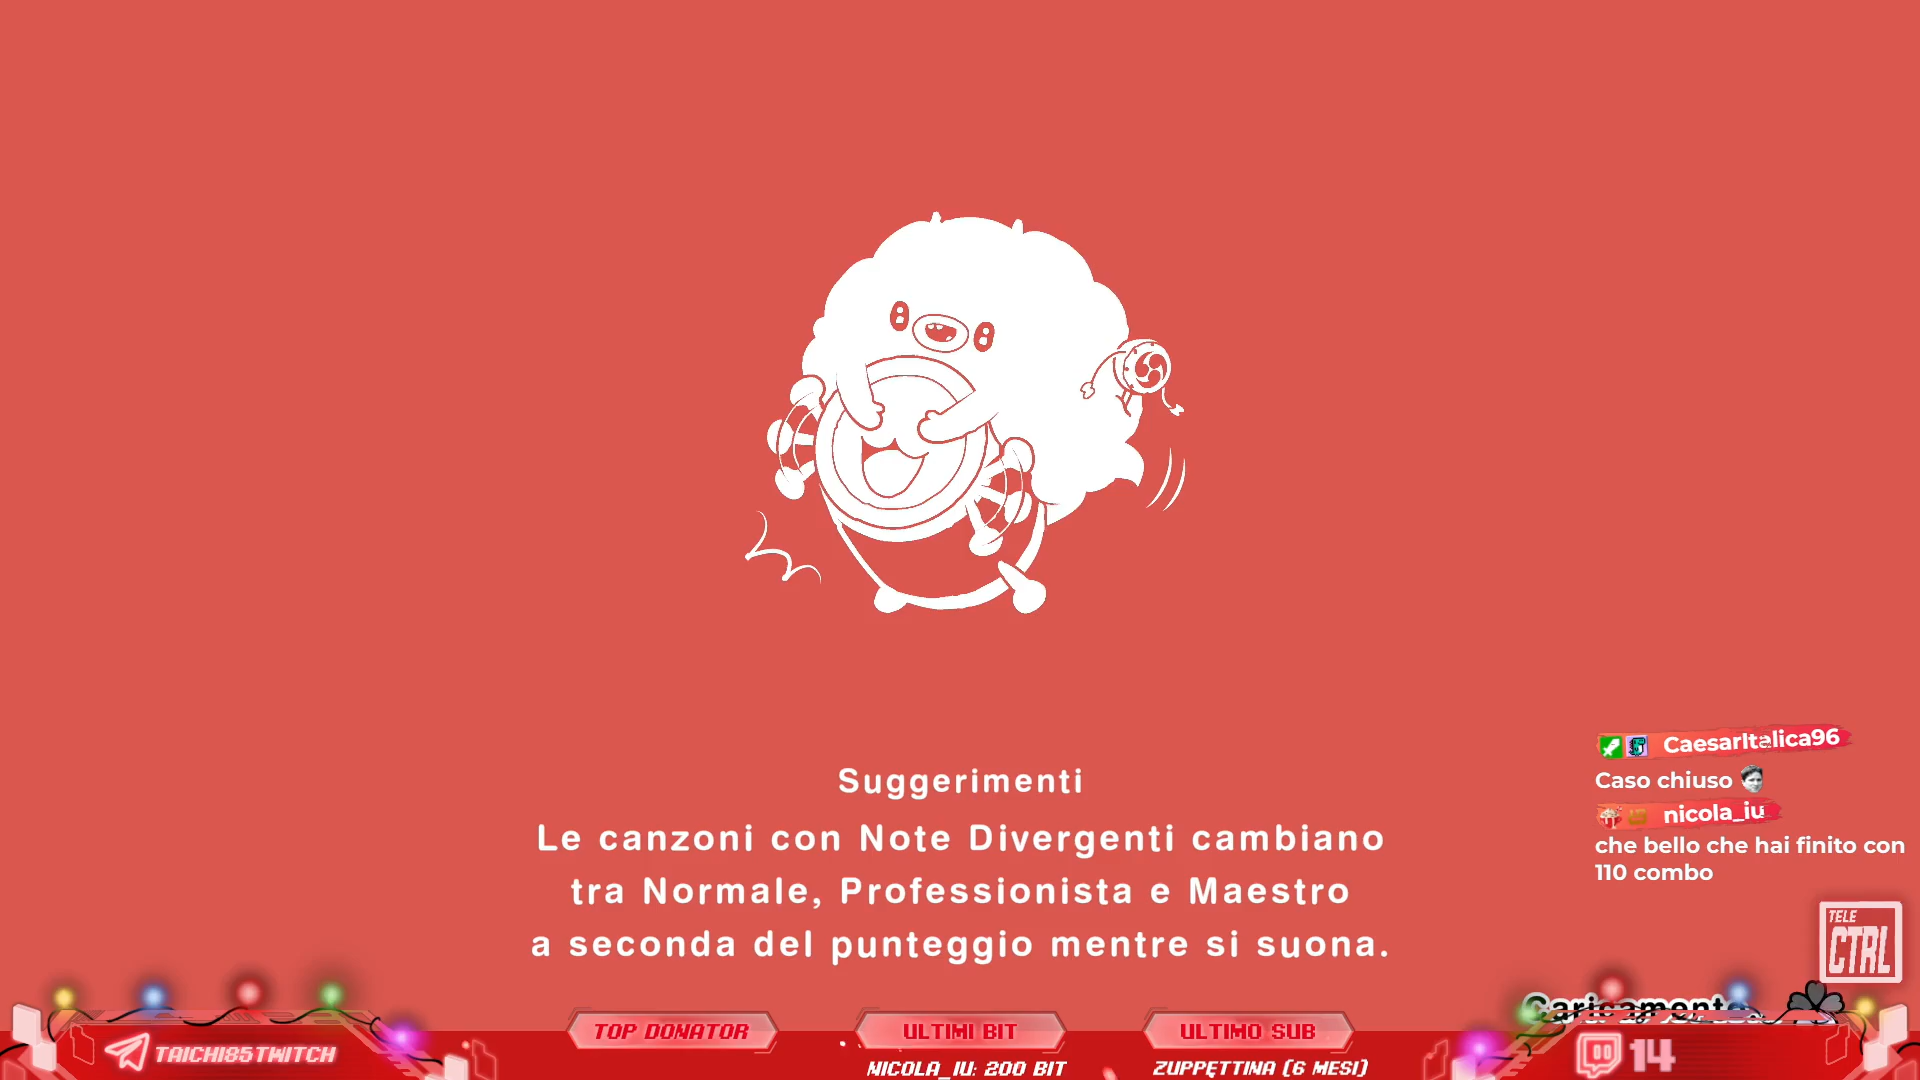 Suggerimenti
Le canzoni con Note Divergenti cambiano
tra Normale, Professionista e Maestro
a seconda del punteggio mentre si suona.
CaesarItalica96
Caso chiuso
nicola_iu
che bello che hai finito con
110 combo
TELE
CTRL
Caricamento
TAICHI85TWITCH
TOP DONATOR
ULTIMI BIT
NICOLA_IU: 200 BIT
ULTIMO SUB
ZUPPETTINA (6 MESI)
14